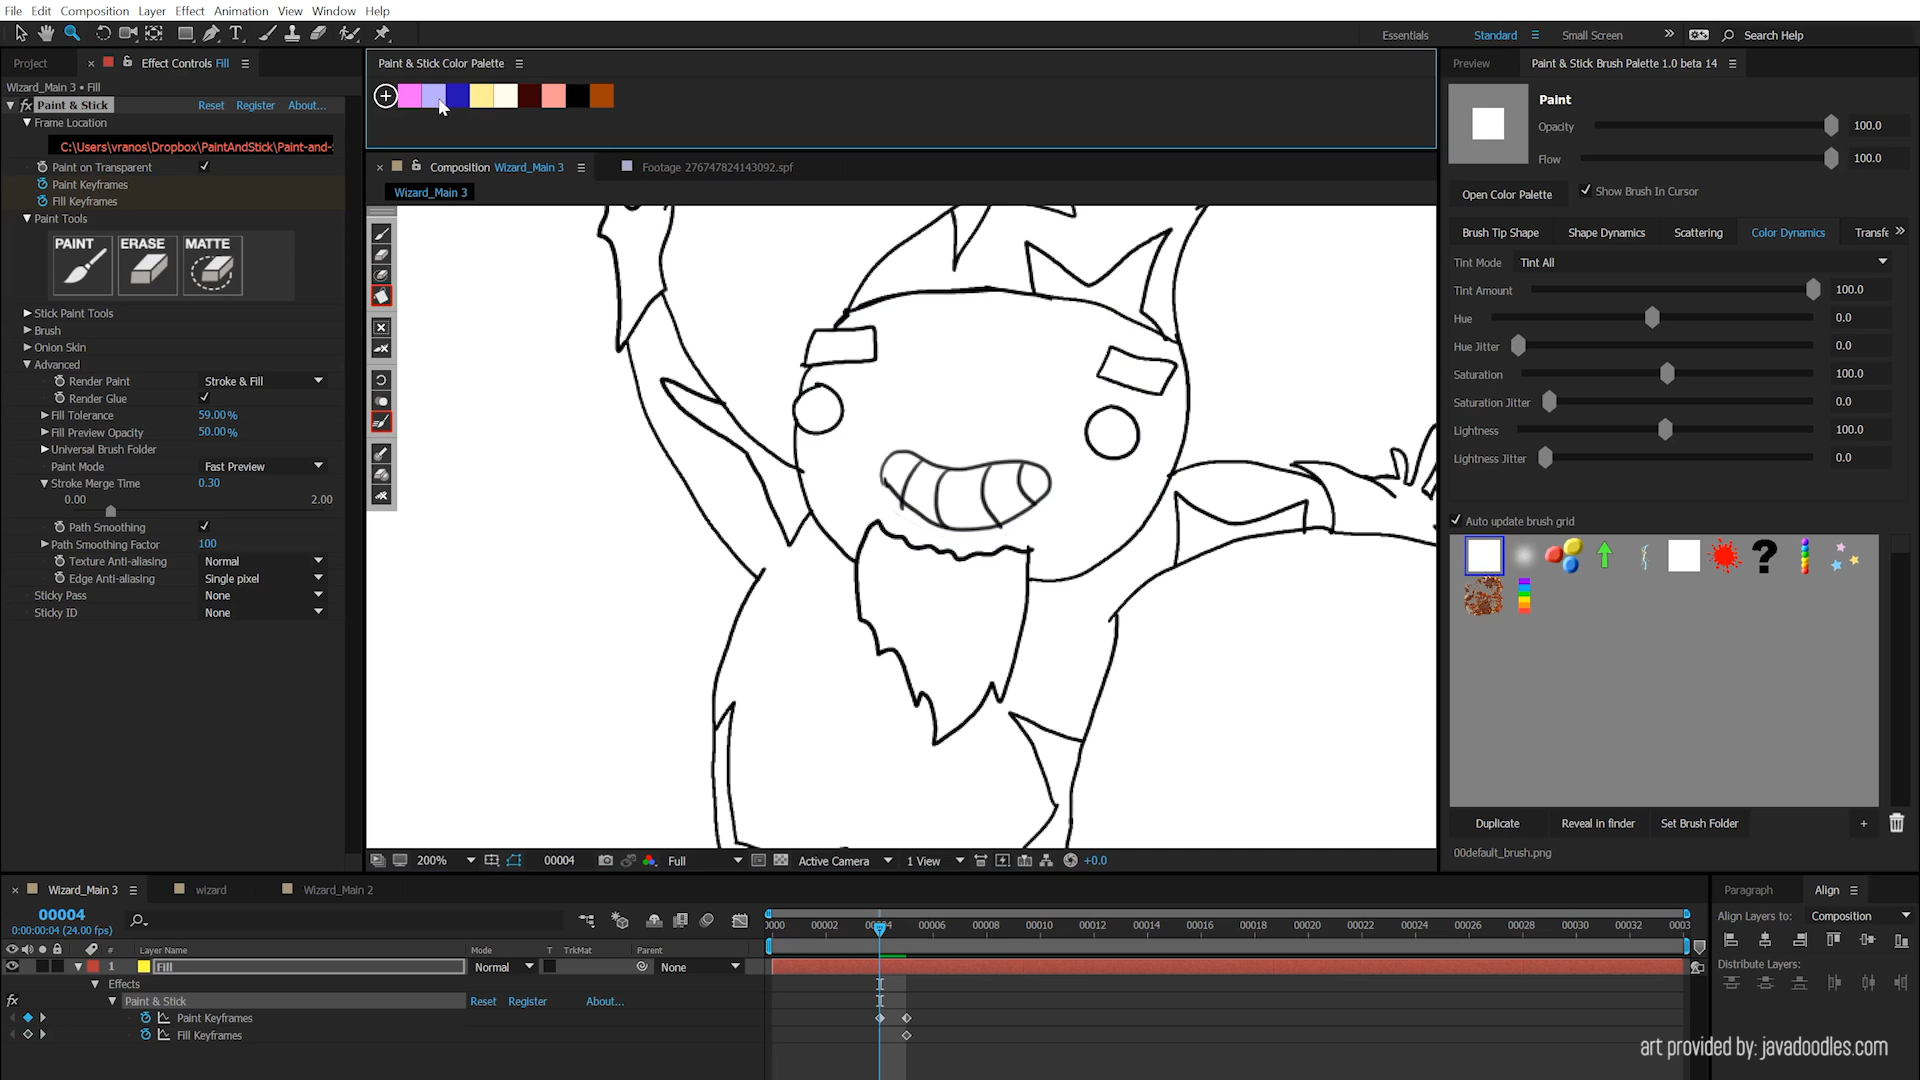 File Edit Composition Layer Effect Animation View Window Help
Essentials Standard Small Screen Search Help
Project Effect Controls Fill
Wizard_Main 3 • Fill
Paint & Stick Reset Register About...
Frame Location
C:\Users\vranos\Dropbox\PaintAndStick\Paint-and-
Paint on Transparent
Paint Keyframes
Fill Keyframes
Paint Tools
PAINT ERASE MATTE
Stick Paint Tools
Brush
Onion Skin
Advanced
Render Paint Stroke & Fill
Render Glue
Fill Tolerance 59.00%
Fill Preview Opacity 50.00%
Universal Brush Folder
Paint Mode Fast Preview
Stroke Merge Time 0.30
0.00 2.00
Path Smoothing
Path Smoothing Factor 100
Texture Anti-aliasing Normal
Edge Anti-aliasing Single pixel
Sticky Pass None
Sticky ID None
Paint & Stick Color Palette
Composition Wizard_Main 3 Footage 276747824143092.spf
Wizard_Main 3
200% 00004 Full Active Camera 1 View +0.0
Preview Paint & Stick Brush Palette 1.0 beta 14
Paint
Opacity 100.0
Flow 100.0
Open Color Palette Show Brush In Cursor
Brush Tip Shape Shape Dynamics Scattering Color Dynamics Transfe
Tint Mode Tint All
Tint Amount 100.0
Hue 0.0
Hue Jitter 0.0
Saturation 100.0
Saturation Jitter 0.0
Lightness 100.0
Lightness Jitter 0.0
Auto update brush grid
?
Duplicate Reveal in finder Set Brush Folder +
00default_brush.png
Wizard_Main 3 wizard Wizard_Main 2
00004
0:00:00:04 (24.00 fps)
0000 00002 00004 00006 00008 00010 00012 00014 00016 00018 00020 00022 00024 00026 00028 00030 00032 0003
# Layer Name Mode T TrkMat Parent
1 Fill Normal None
Effects
fx Paint & Stick Reset Register About...
Paint Keyframes
Fill Keyframes
Paragraph Align
Align Layers to: Composition
Distribute Layers:
art provided by: javadoodles.com